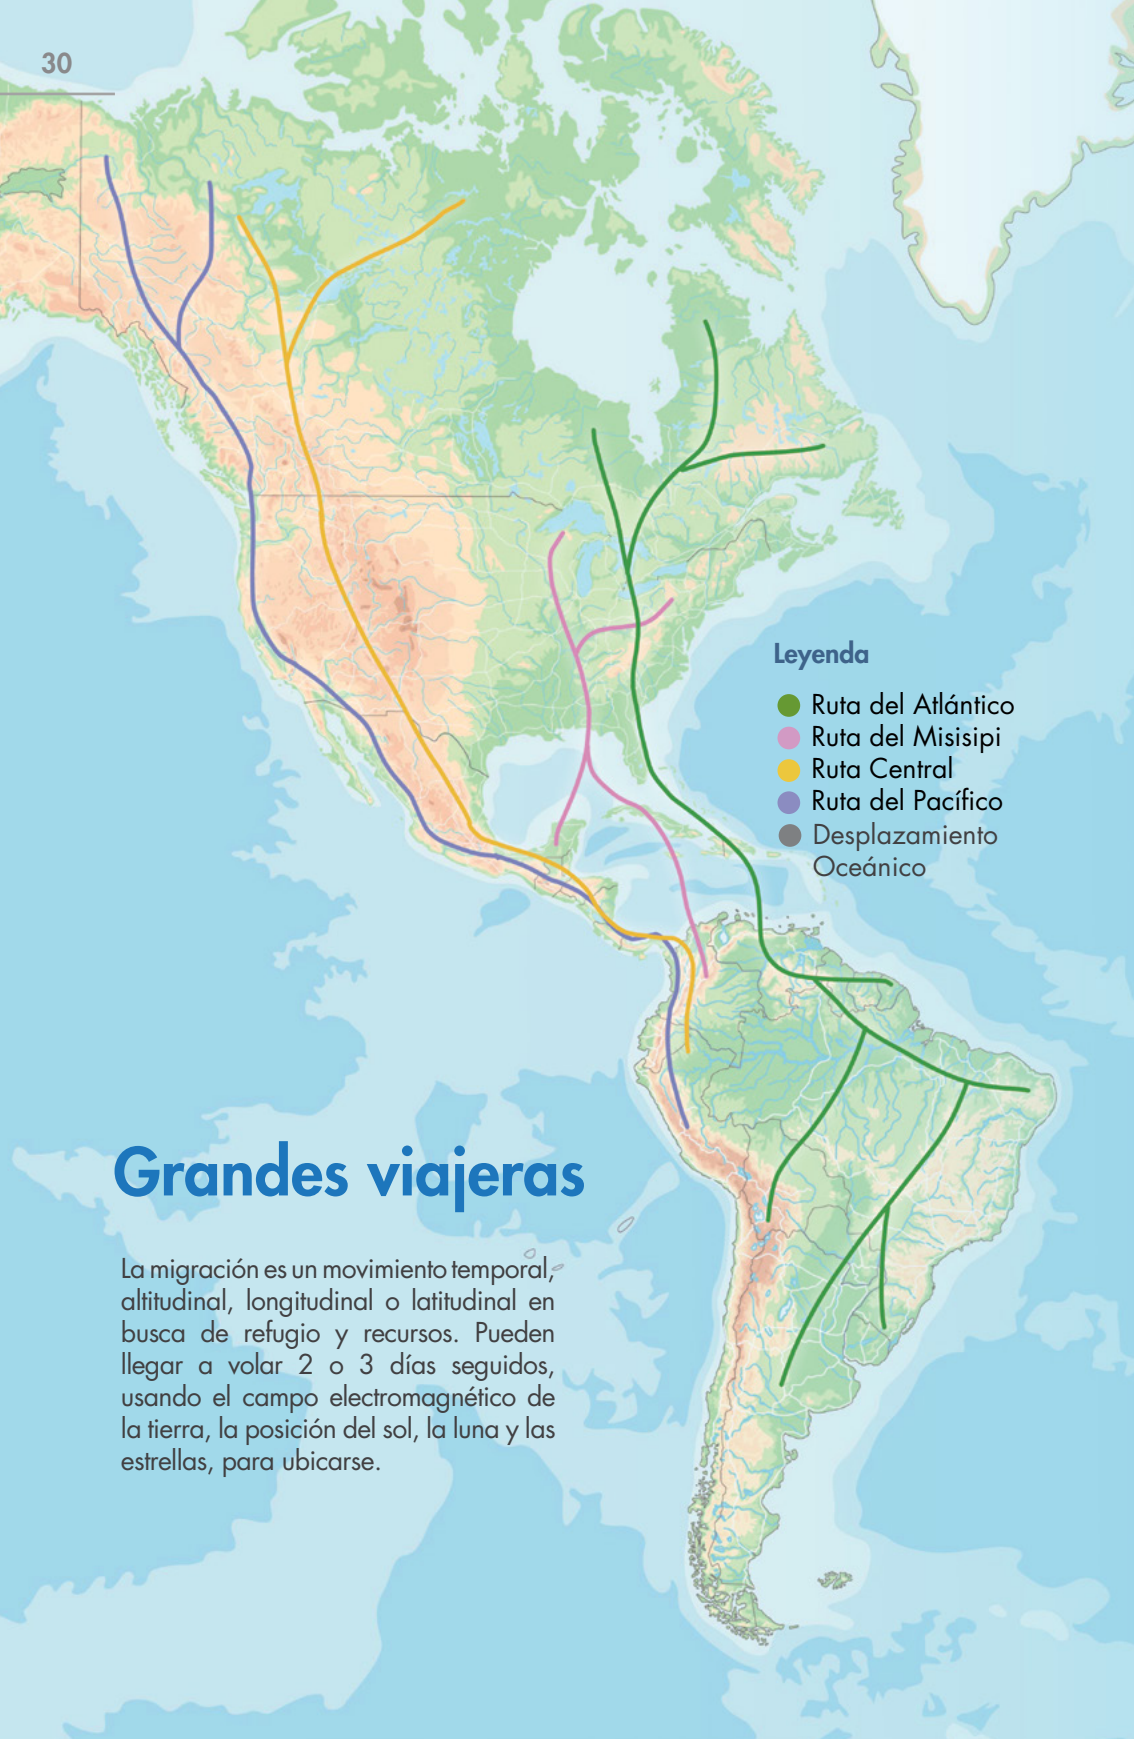 30
Leyenda
Ruta del Atlántico
Ruta del Misisipi
Ruta Central
Ruta del Pacífico
Desplazamiento
Oceánico
Grandes viajeras
La migración es un movimiento temporal,
altitudinal, longitudinal o latitudinal en
busca de refugio y recursos. Pueden
llegar a volar 2 o 3 días seguidos,
usando el campo electromagnético de
la tierra, la posición del sol, la luna y las
estrellas, para ubicarse.